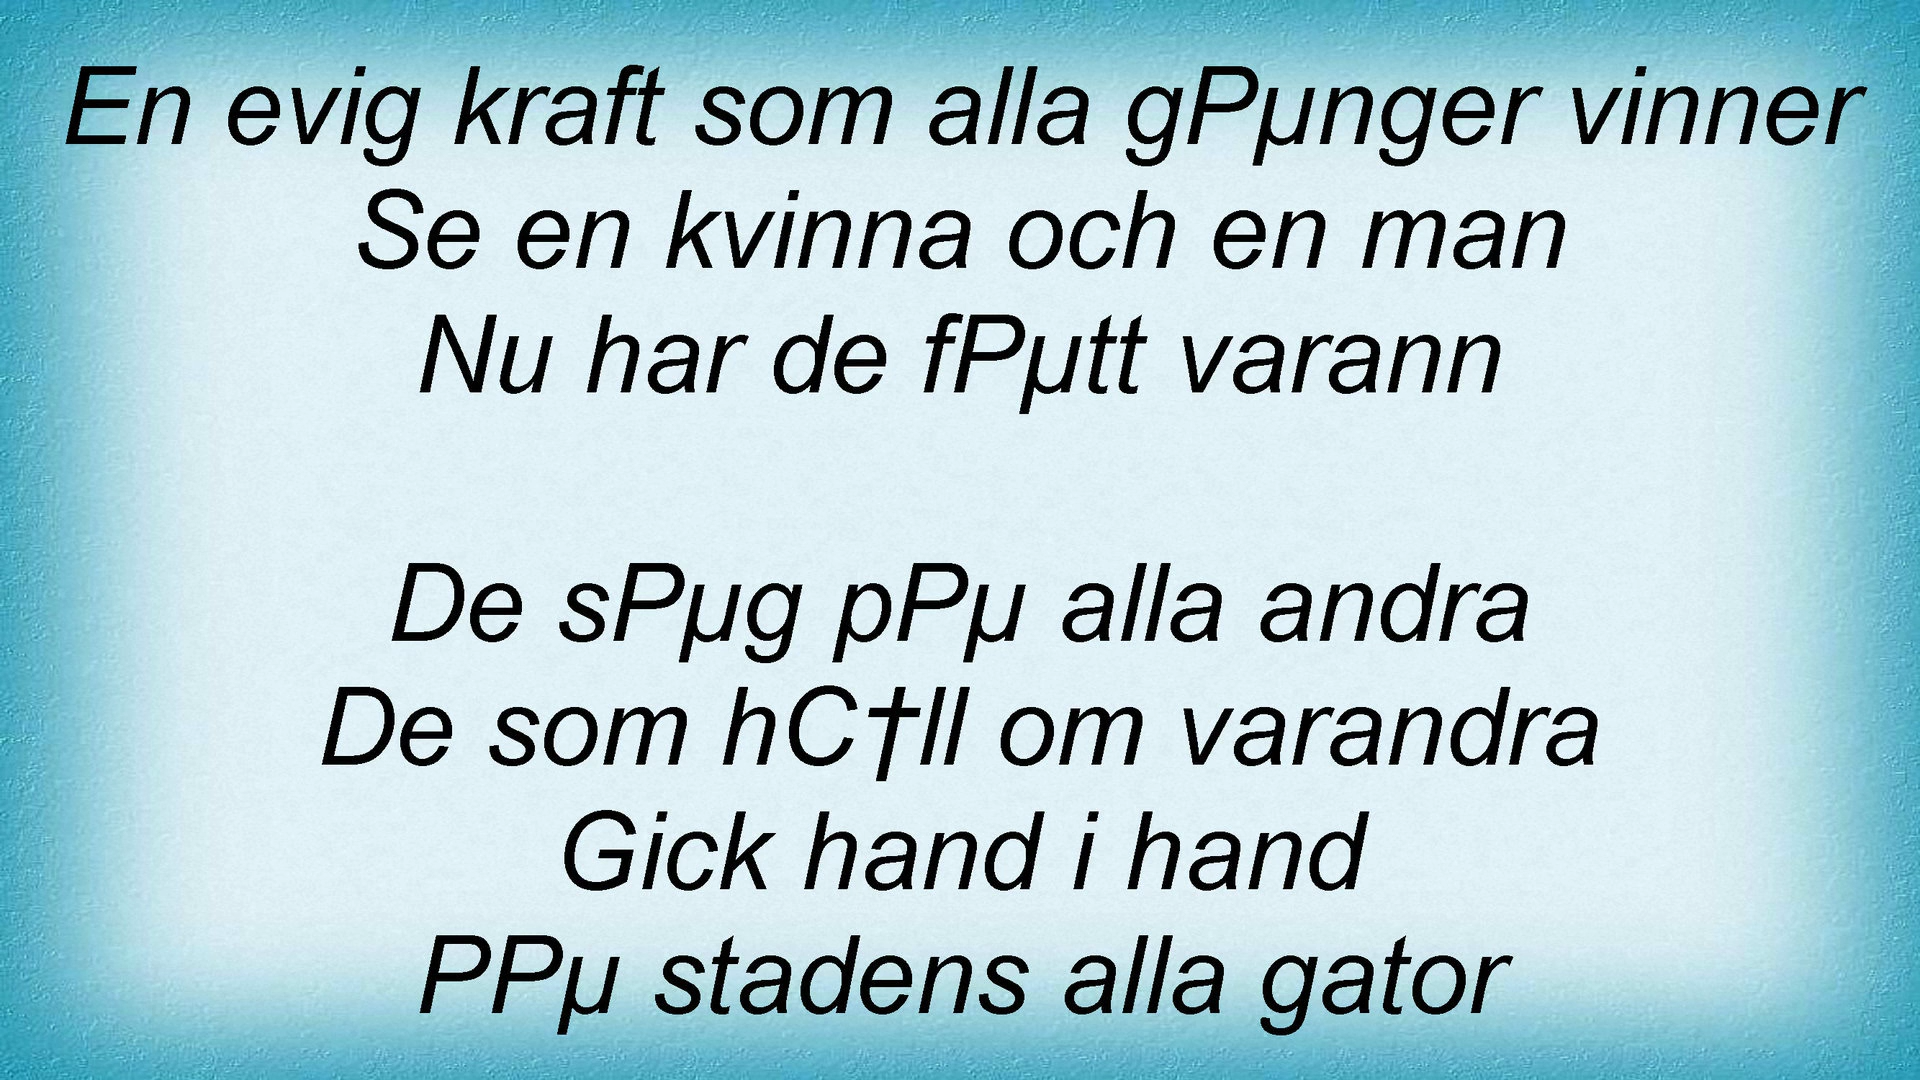 En evig kraft som alla gPµnger vinner
Se en kvinna och en man
Nu har de fPµtt varann
De sPµg pPµ alla andra
De som hC†ll om varandra
Gick hand i hand
PPµ stadens alla gator